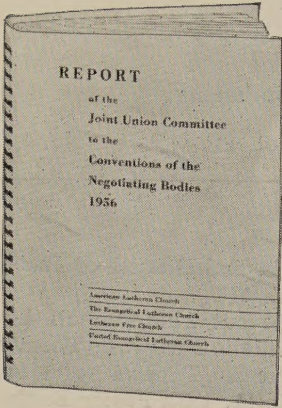 REPORT
of the
Joint Union Committee
to the
Conventions of the
Negotiating Bodies
1956
American Lutheran Church
The Evangelical Lutheran Church
Lutheran Free Church
United Evangelical Lutheran Church